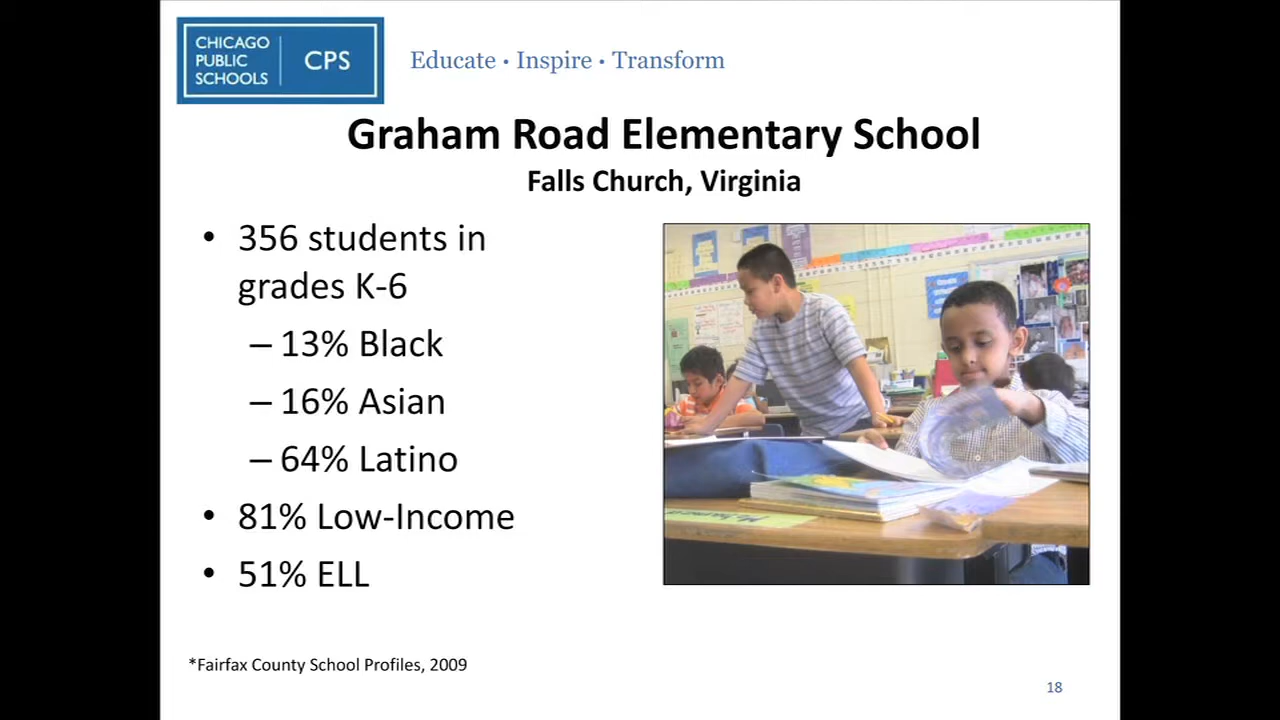 CHICAGO
PUBLIC
SCHOOLS
CPS
Educate • Inspire • Transform
Graham Road Elementary School
Falls Church, Virginia
• 356 students in
grades K-6
– 13% Black
– 16% Asian
– 64% Latino
• 81% Low-Income
• 51% ELL
*Fairfax County School Profiles, 2009
18